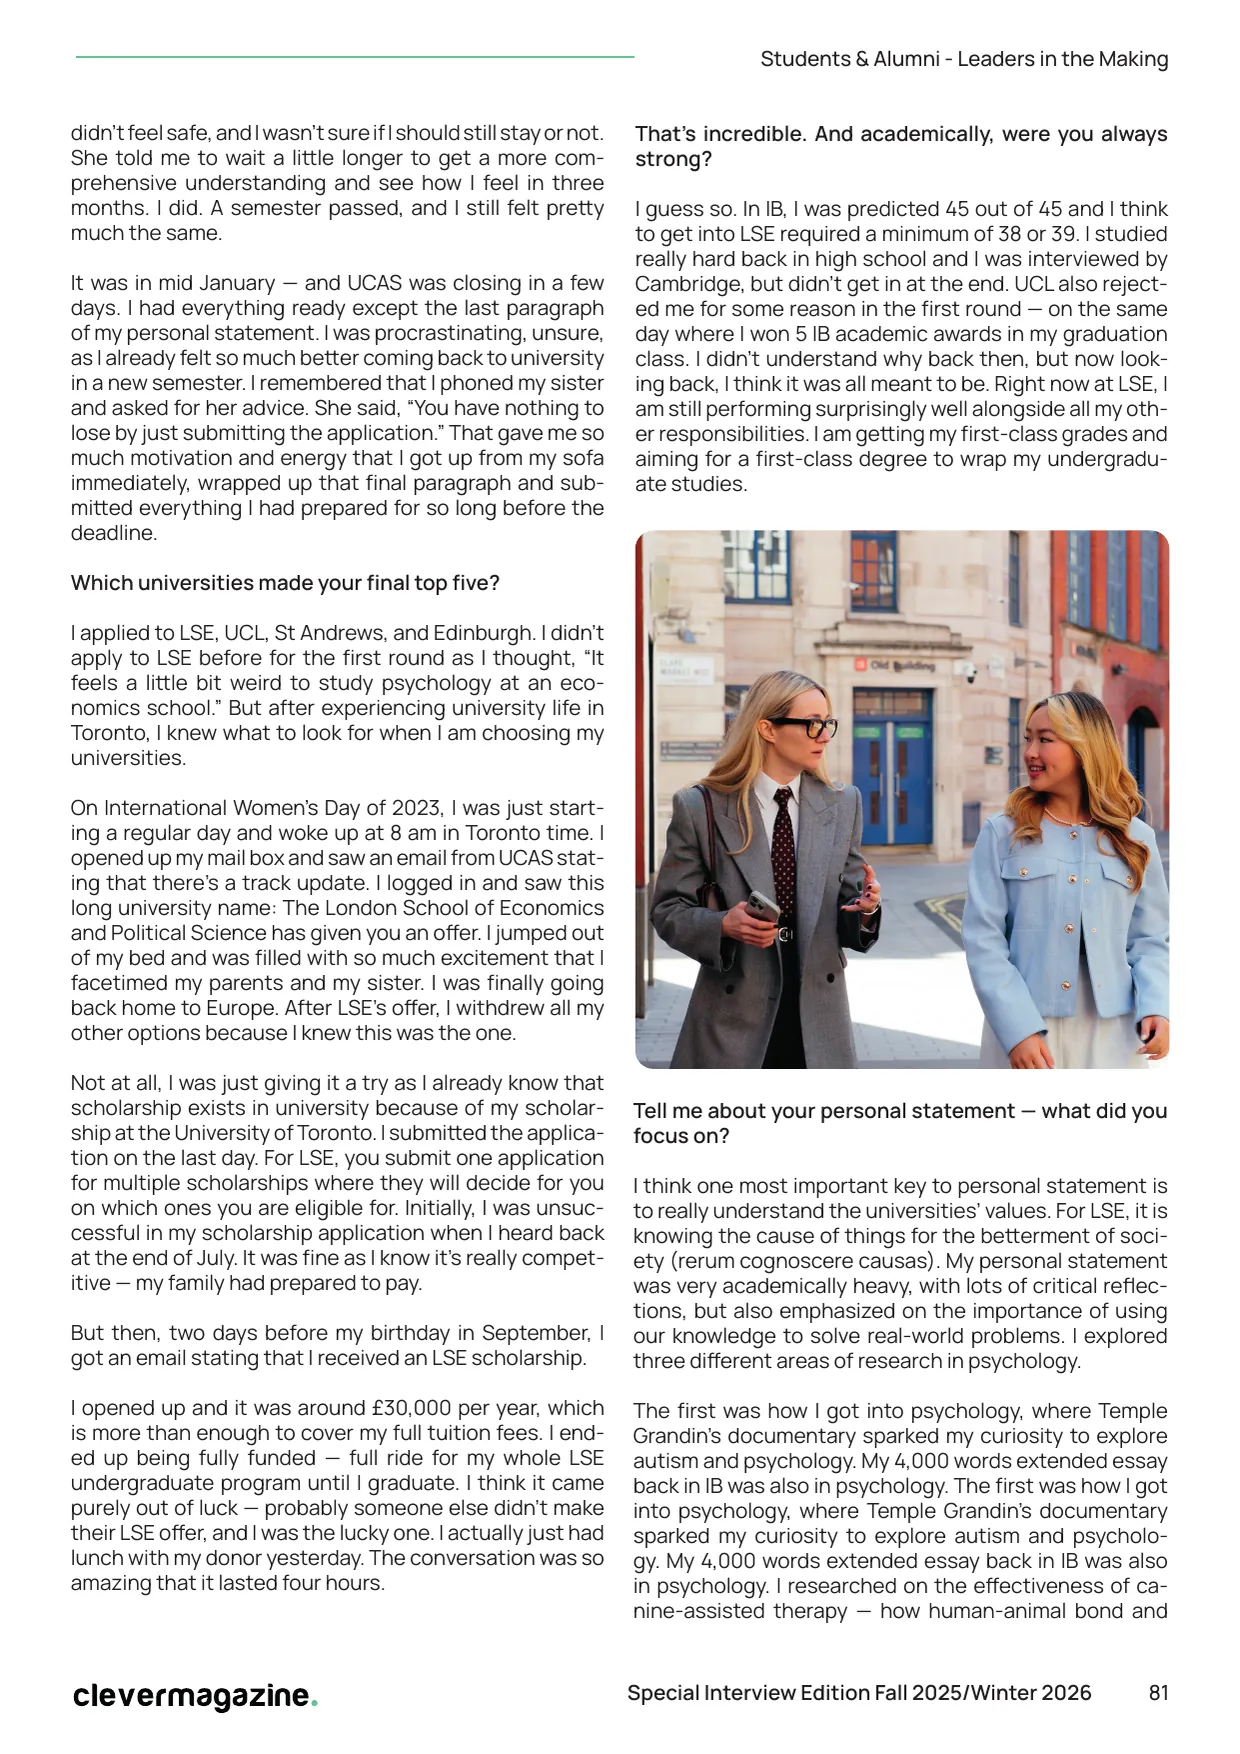 Students & Alumni - Leaders in the Making
didn’t feel safe, and I wasn’t sure if I should still stay or not.
She told me to wait a little longer to get a more com-
prehensive understanding and see how I feel in three
months. I did. A semester passed, and I still felt pretty
much the same.
It was in mid January — and UCAS was closing in a few
days. I had everything ready except the last paragraph
of my personal statement. I was procrastinating, unsure,
as I already felt so much better coming back to university
in a new semester. I remembered that I phoned my sister
and asked for her advice. She said, “You have nothing to
lose by just submitting the application.” That gave me so
much motivation and energy that I got up from my sofa
immediately, wrapped up that final paragraph and sub-
mitted everything I had prepared for so long before the
deadline.
Which universities made your final top five?
I applied to LSE, UCL, St Andrews, and Edinburgh. I didn’t
apply to LSE before for the first round as I thought, “It
feels a little bit weird to study psychology at an eco-
nomics school.” But after experiencing university life in
Toronto, I knew what to look for when I am choosing my
universities.
On International Women’s Day of 2023, I was just start-
ing a regular day and woke up at 8 am in Toronto time. I
opened up my mail box and saw an email from UCAS stat-
ing that there’s a track update. I logged in and saw this
long university name: The London School of Economics
and Political Science has given you an offer. I jumped out
of my bed and was filled with so much excitement that I
facetimed my parents and my sister. I was finally going
back home to Europe. After LSE’s offer, I withdrew all my
other options because I knew this was the one.
Not at all, I was just giving it a try as I already know that
scholarship exists in university because of my scholar-
ship at the University of Toronto. I submitted the applica-
tion on the last day. For LSE, you submit one application
for multiple scholarships where they will decide for you
on which ones you are eligible for. Initially, I was unsuc-
cessful in my scholarship application when I heard back
at the end of July. It was fine as I know it’s really compet-
itive — my family had prepared to pay.
But then, two days before my birthday in September, I
got an email stating that I received an LSE scholarship.
I opened up and it was around £30,000 per year, which
is more than enough to cover my full tuition fees. I end-
ed up being fully funded — full ride for my whole LSE
undergraduate program until I graduate. I think it came
purely out of luck — probably someone else didn’t make
their LSE offer, and I was the lucky one. I actually just had
lunch with my donor yesterday. The conversation was so
amazing that it lasted four hours.
That’s incredible. And academically, were you always
strong?
I guess so. In IB, I was predicted 45 out of 45 and I think
to get into LSE required a minimum of 38 or 39. I studied
really hard back in high school and I was interviewed by
Cambridge, but didn’t get in at the end. UCL also reject-
ed me for some reason in the first round — on the same
day where I won 5 IB academic awards in my graduation
class. I didn’t understand why back then, but now look-
ing back, I think it was all meant to be. Right now at LSE, I
am still performing surprisingly well alongside all my oth-
er responsibilities. I am getting my first-class grades and
aiming for a first-class degree to wrap my undergradu-
ate studies.
Old Building
CLARE
MARKET WC2
Tell me about your personal statement — what did you
focus on?
I think one most important key to personal statement is
to really understand the universities’ values. For LSE, it is
knowing the cause of things for the betterment of soci-
ety (rerum cognoscere causas). My personal statement
was very academically heavy, with lots of critical reflec-
tions, but also emphasized on the importance of using
our knowledge to solve real-world problems. I explored
three different areas of research in psychology.
The first was how I got into psychology, where Temple
Grandin’s documentary sparked my curiosity to explore
autism and psychology. My 4,000 words extended essay
back in IB was also in psychology. The first was how I got
into psychology, where Temple Grandin’s documentary
sparked my curiosity to explore autism and psycholo-
gy. My 4,000 words extended essay back in IB was also
in psychology. I researched on the effectiveness of ca-
nine-assisted therapy — how human-animal bond and
clevermagazine.
Special Interview Edition Fall 2025/Winter 2026
81